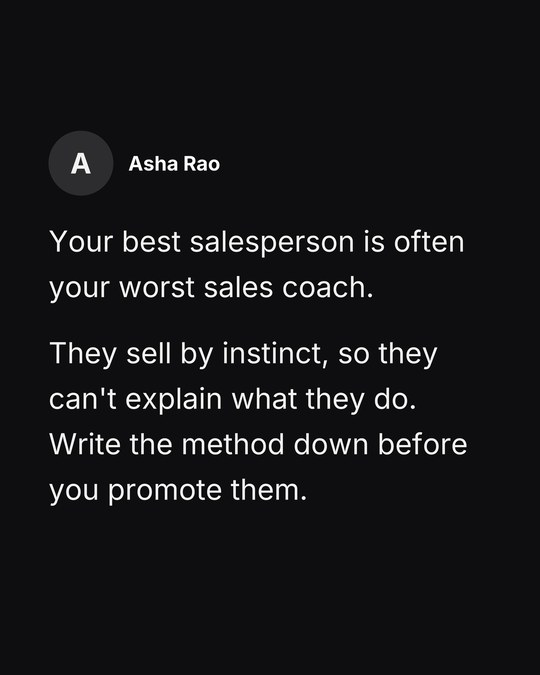 A
Asha Rao
Your best salesperson is often
your worst sales coach.
They sell by instinct, so they
can't explain what they do.
Write the method down before
you promote them.